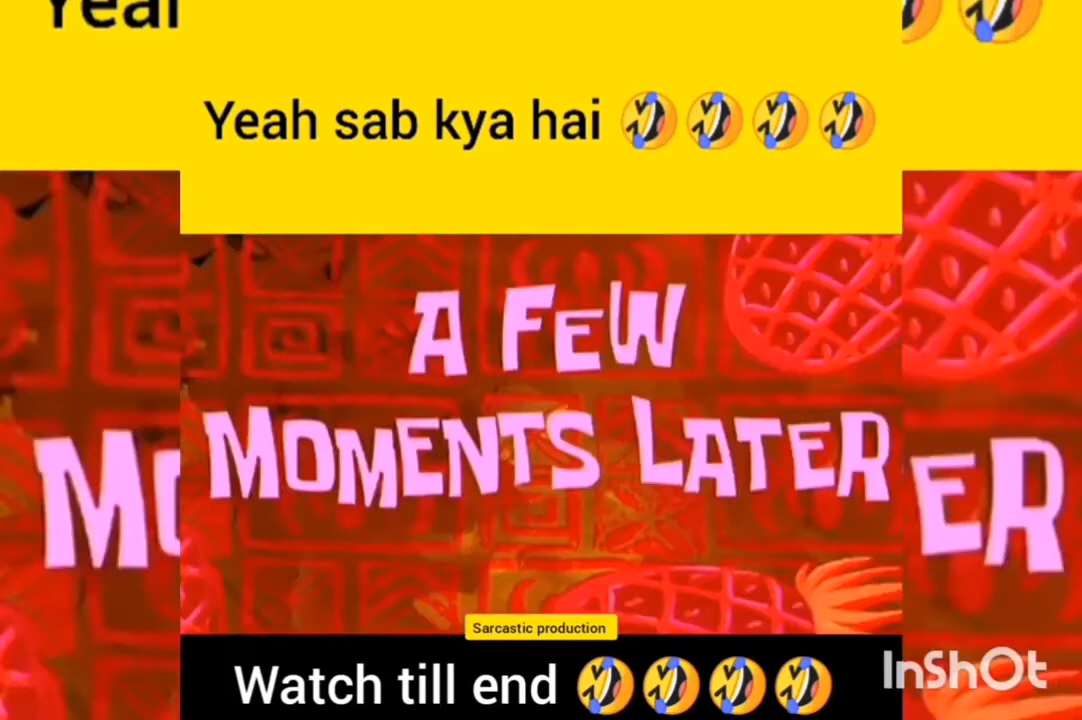 Yeah sab kya hai 🤣🤣🤣🤣
A FEW
MOMENTS LATER
Sarcastic production
Watch till end 🤣🤣🤣🤣
InShOt